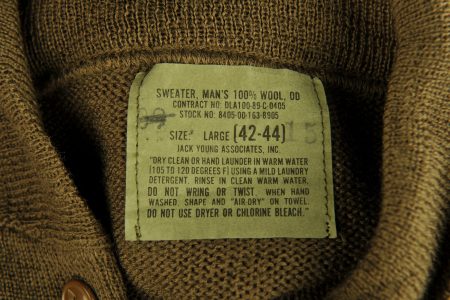 SWEATER, MAN'S 100% WOOL, OD
CONTRACT NO: DLA100-89-C-0405
STOCK NO: 8405-00-163-8905
SIZE: LARGE (42-44)
JACK YOUNG ASSOCIATES, INC.
"DRY CLEAN OR HAND LAUNDER IN WARM WATER
(105 TO 120 DEGREES F) USING A MILD LAUNDRY
DETERGENT. RINSE IN CLEAN WARM WATER.
DO NOT WRING OR TWIST. WHEN HAND
WASHED, SHAPE AND "AIR-DRY" ON TOWEL.
DO NOT USE DRYER OR CHLORINE BLEACH."